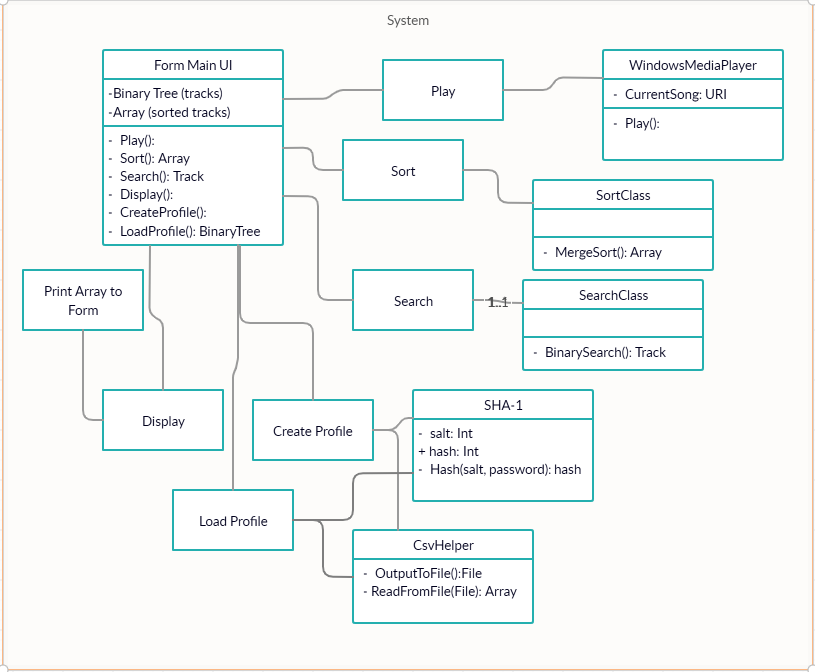 System
Form Main UI
-Binary Tree (tracks)
-Array (sorted tracks)
- Play():
- Sort(): Array
- Search(): Track
- Display():
- CreateProfile():
- LoadProfile(): BinaryTree
Play
WindowsMediaPlayer
- CurrentSong: URI
- Play():
Sort
SortClass
- MergeSort(): Array
Print Array to
Form
Search
1..1
SearchClass
- BinarySearch(): Track
Display
Create Profile
SHA-1
- salt: Int
+ hash: Int
- Hash(salt, password): hash
Load Profile
CsvHelper
- OutputToFile():File
- ReadFromFile(File): Array